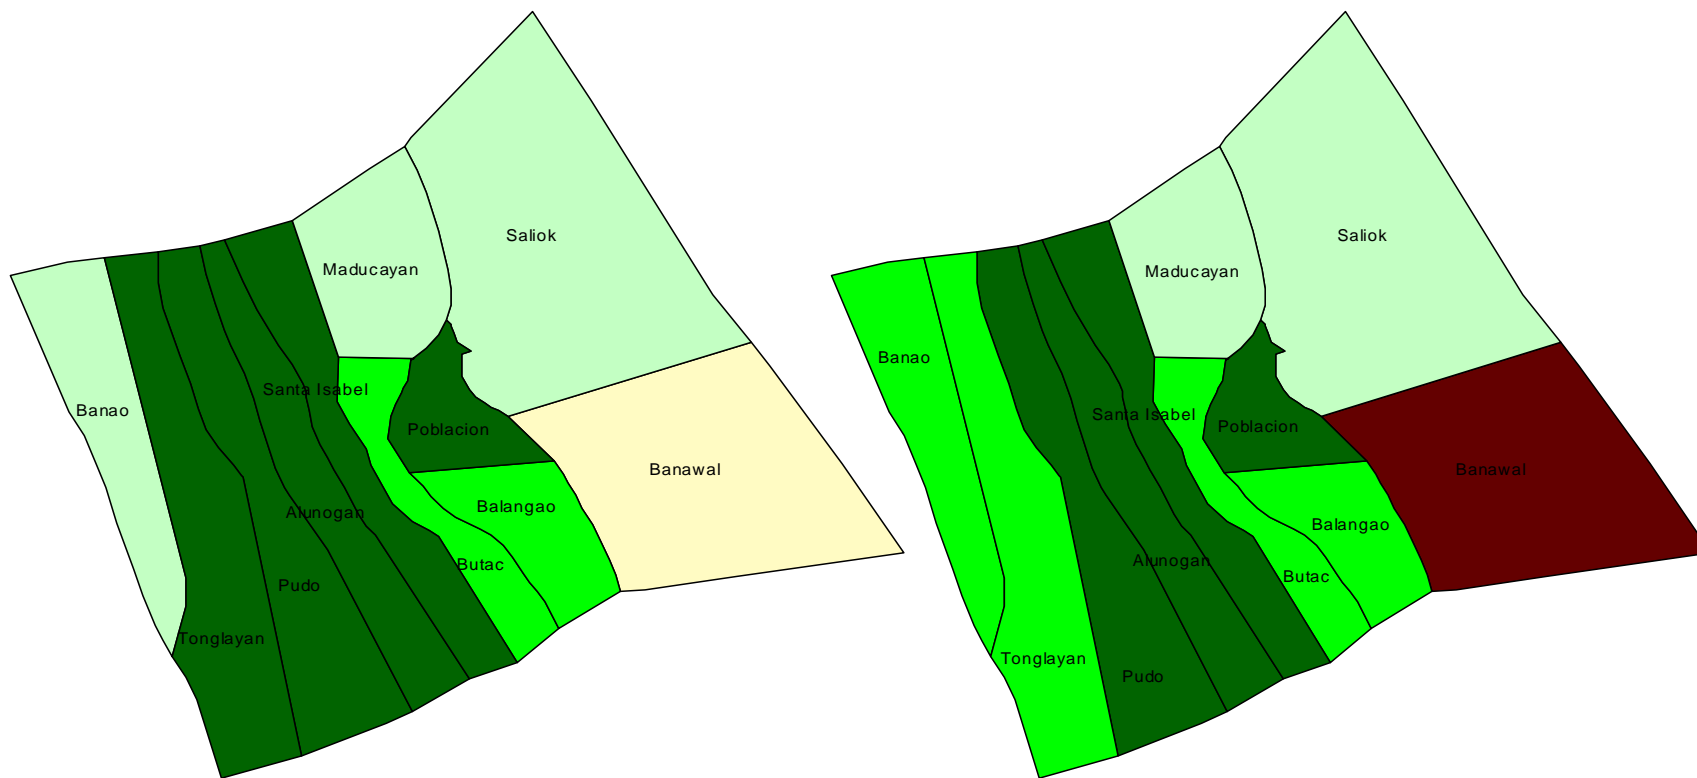 Saliok
Maducayan
Santa Isabel
Banao
Poblacion
Banawal
Balangao
Alunogan
Butac
Pudo
Tonglayan
Saliok
Maducayan
Banao
Santa Isabel
Poblacion
Banawal
Balangao
Alunogan
Butac
Tonglayan
Pudo